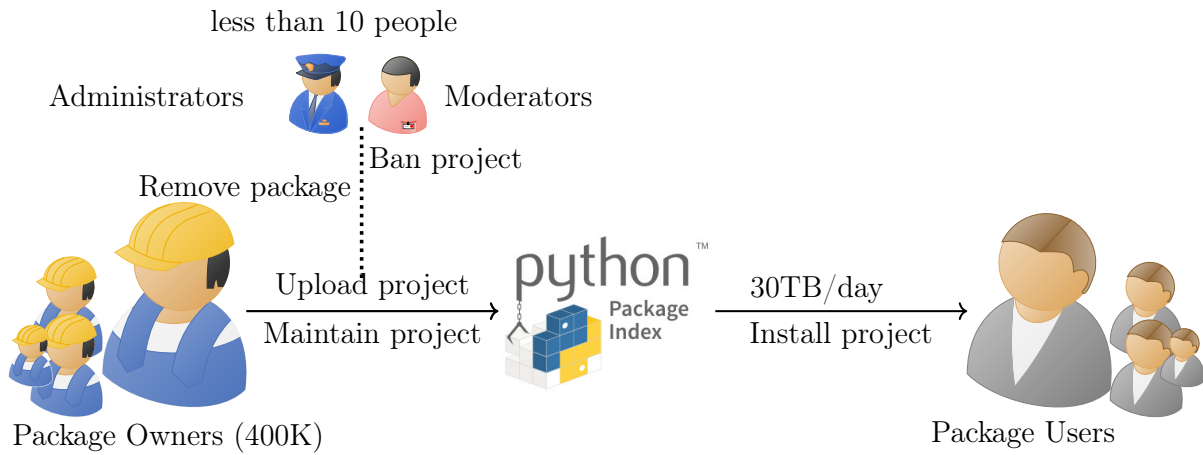 less than 10 people
Administrators
Moderators
Ban project
Remove package
Upload project
Maintain project
python™
Package
Index
30TB/day
Install project
Package Owners (400K)
Package Users